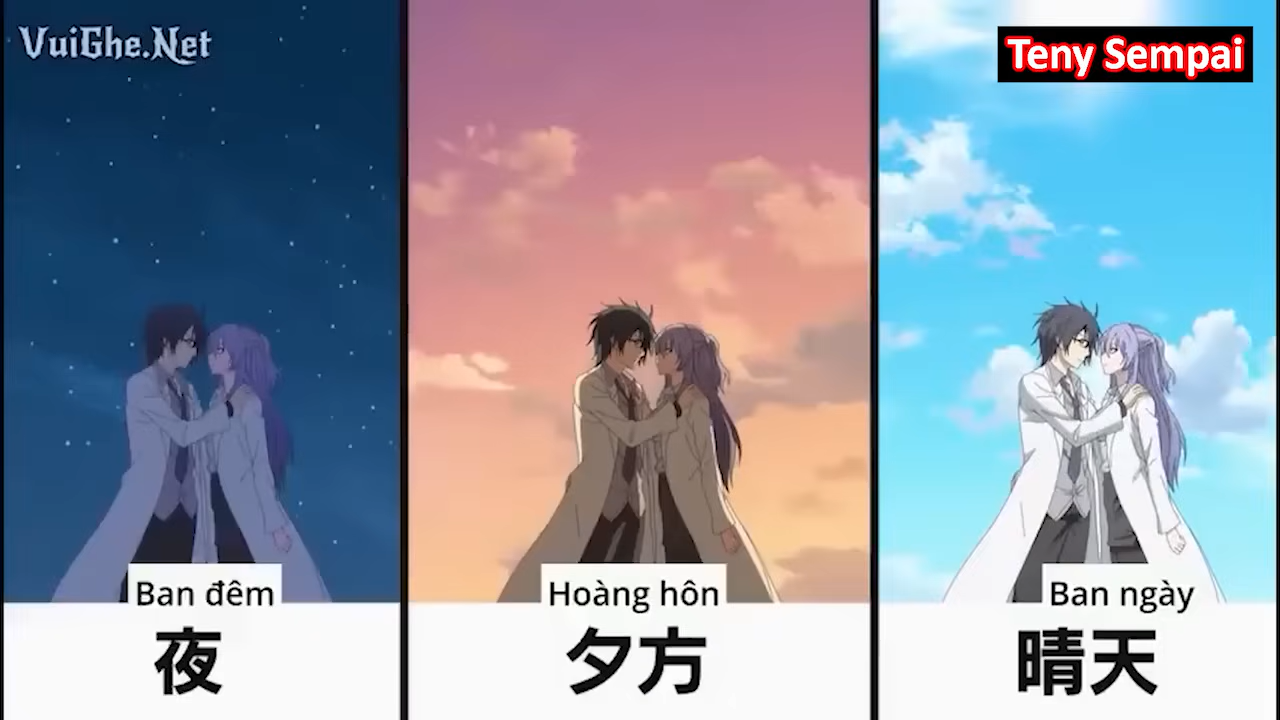 VuiGhe.Net
Teny Sempai
Ban đêm
夜
Hoàng hôn
夕方
Ban ngày
晴天